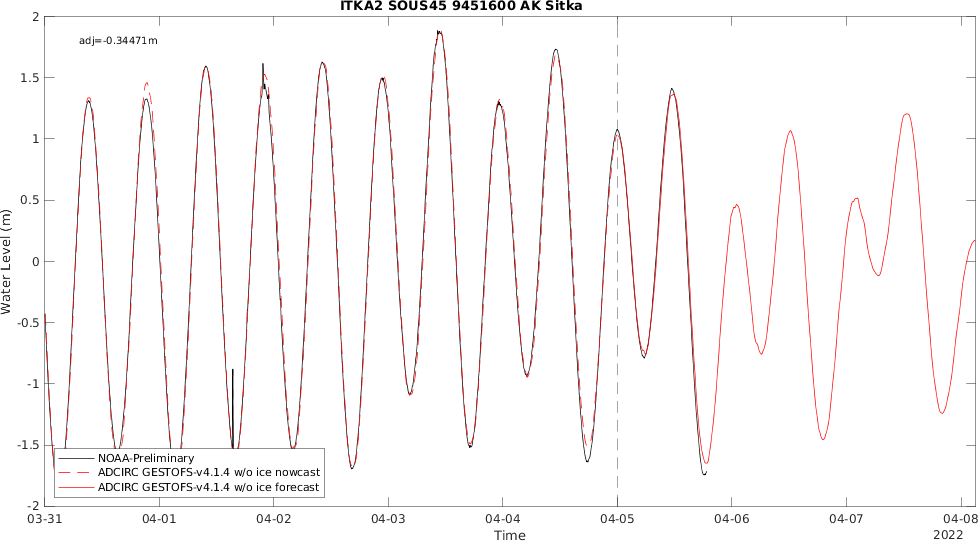 ITKA2 SOUS45 9451600 AK Sitka
adj=-0.34471m
Water Level (m)
2
1.5
1
0.5
0
-0.5
-1
-1.5
-2
NOAA-Preliminary
ADCIRC GESTOFS-v4.1.4 w/o ice nowcast
ADCIRC GESTOFS-v4.1.4 w/o ice forecast
03-31 04-01 04-02 04-03 04-04 04-05 04-06 04-07 04-08
Time
2022